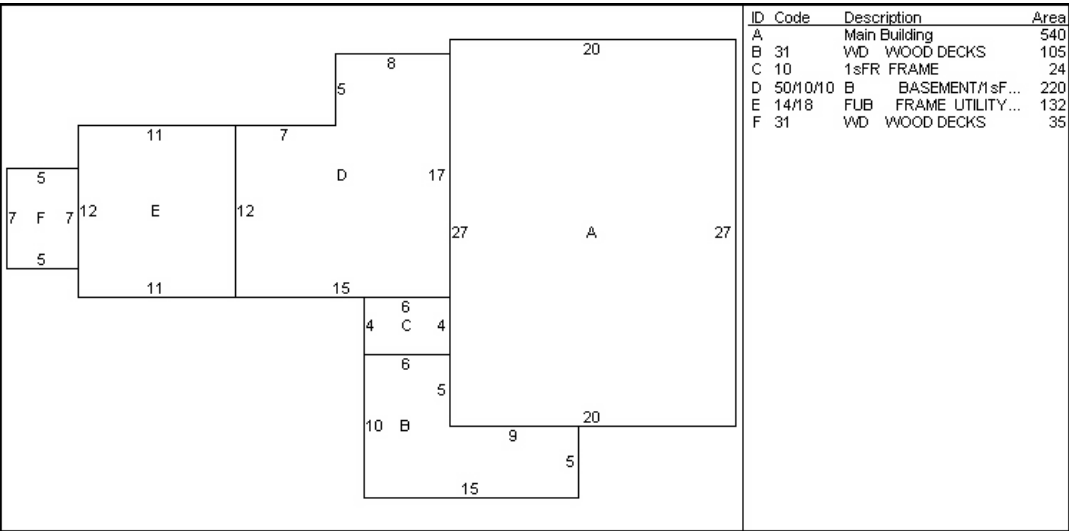 ID Code Description Area
A Main Building 540
B 31 WD WOOD DECKS 105
C 10 1sFR FRAME 24
D 50/10/10 B BASEMENT/1sF... 220
E 14/18 FUB FRAME UTILITY... 132
F 31 WD WOOD DECKS 35
20
8
5
11
7
5
D
17
7
F
7
12
E
12
27
A
27
5
11
15
6
4
C
4
6
5
20
10
B
9
5
15